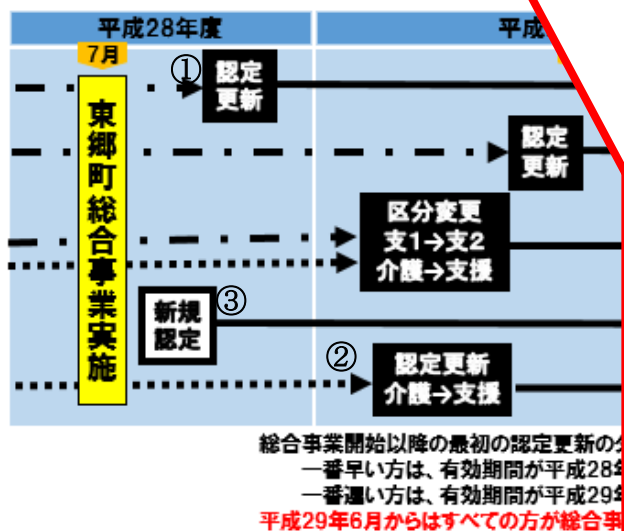 平成28年度
平成
7月
東郷町総合事業実施
①
認定
更新
認定
更新
区分変更
支1→支2
介護→支援
新規
認定
③
②
認定更新
介護→支援
総合事業開始以降の最初の認定更新の
一番早い方は、有効期間が平成28年
一番遅い方は、有効期間が平成29年
平成29年6月からはすべての方が総合事